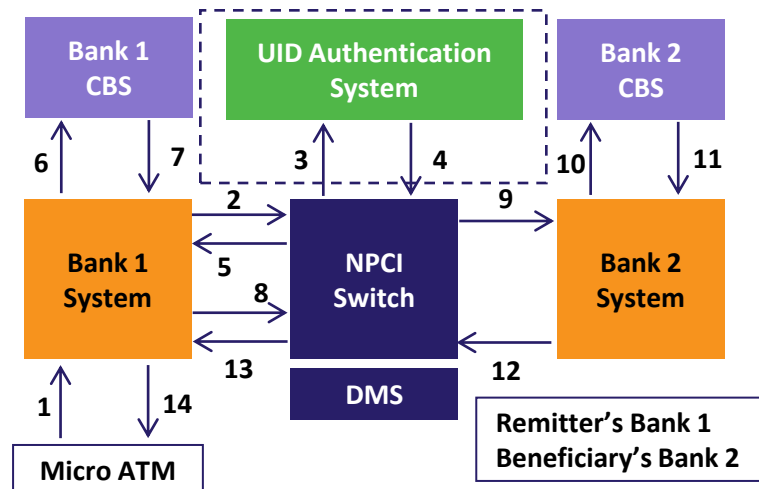 Bank 1
CBS
UID Authentication
System
Bank 2
CBS
6
7
3
4
10
11
2
9
Bank 1
System
5
NPCI
Switch
Bank 2
System
8
13
12
1
14
DMS
Micro ATM
Remitter's Bank 1
Beneficiary's Bank 2